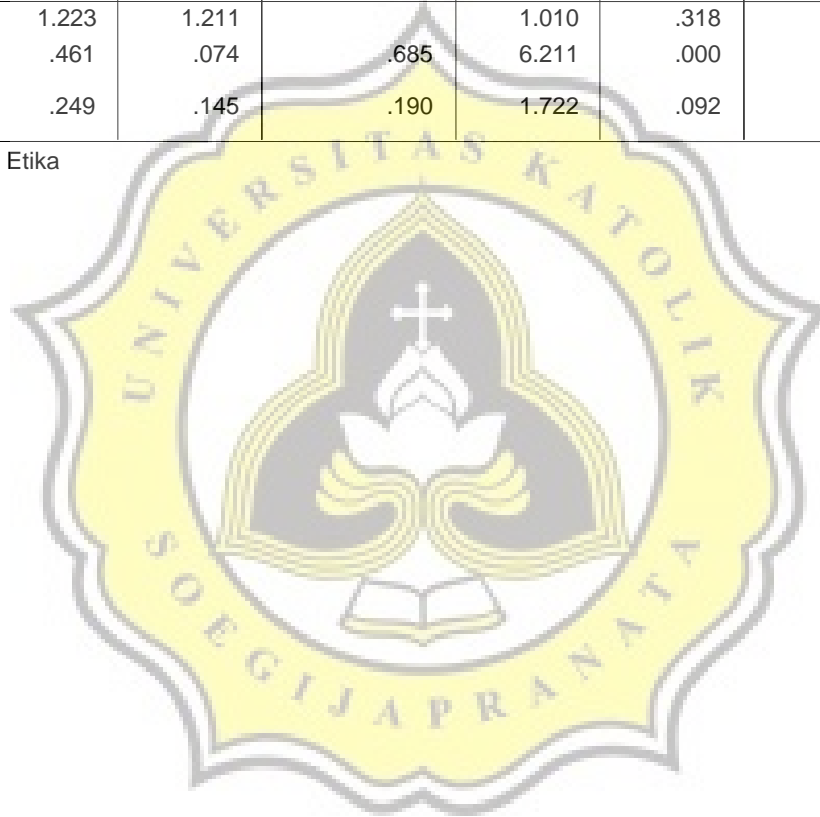 1.223 1.211 1.010 .318
.461 .074 .685 6.211 .000
.249 .145 .190 1.722 .092
Etika
UNIVERSITAS KATOLIK
SOEGIJAPRANATA